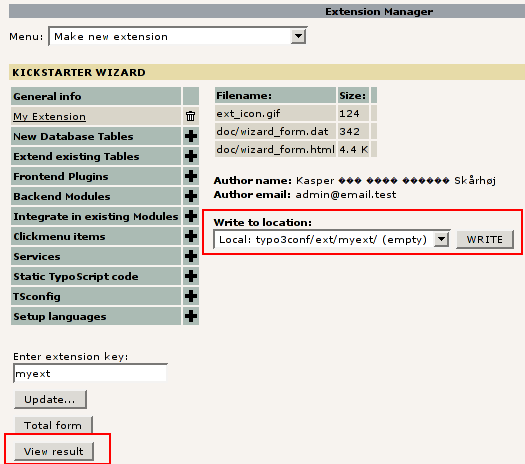 Extension Manager
Menu: Make new extension
KICKSTARTER WIZARD
General info
My Extension
New Database Tables
Extend existing Tables
Frontend Plugins
Backend Modules
Integrate in existing Modules
Clickmenu items
Services
Static TypoScript code
TSconfig
Setup languages
Filename: Size:
ext_icon.gif 124
doc/wizard_form.dat 342
doc/wizard_form.html 4.4 K
Author name: Kasper ��� ���� ������ Skårhøj
Author email: admin@email.test
Write to location:
Local: typo3conf/ext/myext/ (empty) WRITE
Enter extension key:
myext
Update...
Total form
View result